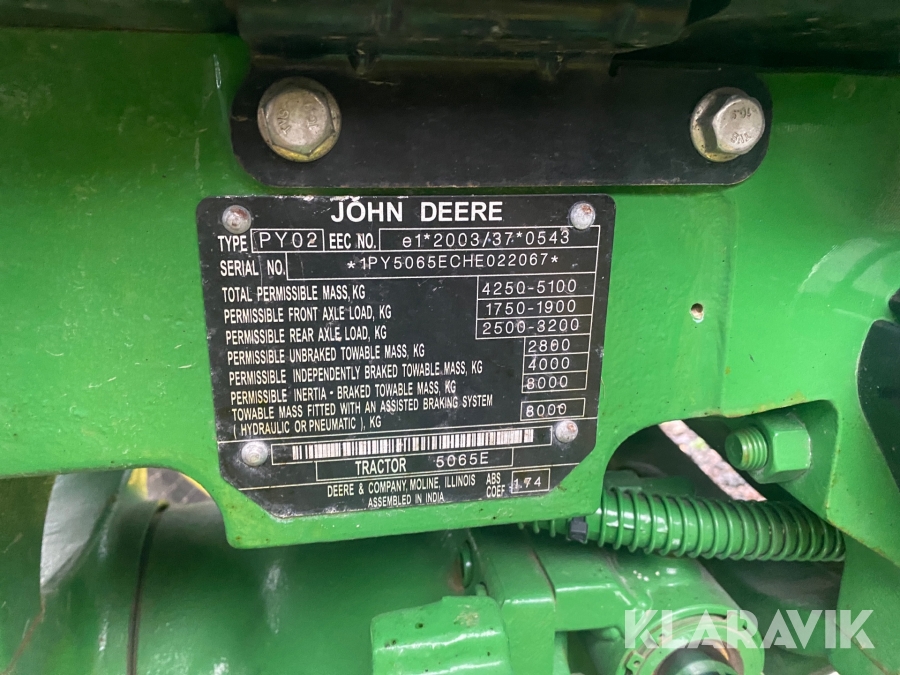 JOHN DEERE
TYPE PY02 EEC NO. e1*2003/37*0543
SERIAL NO. *1PY5065ECHE022067*
TOTAL PERMISSIBLE MASS, KG 4250-5100
PERMISSIBLE FRONT AXLE LOAD, KG 1750-1900
PERMISSIBLE REAR AXLE LOAD, KG 2500-3200
PERMISSIBLE UNBRAKED TOWABLE MASS, KG 2800
PERMISSIBLE INDEPENDENTLY BRAKED TOWABLE MASS, KG 4000
PERMISSIBLE INERTIA - BRAKED TOWABLE MASS, KG 8000
TOWABLE MASS FITTED WITH AN ASSISTED BRAKING SYSTEM
( HYDRAULIC OR PNEUMATIC ), KG 8000
TRACTOR 5065E
DEERE & COMPANY, MOLINE, ILLINOIS ABS
COEF 1.74
ASSEMBLED IN INDIA
KLARAVIK